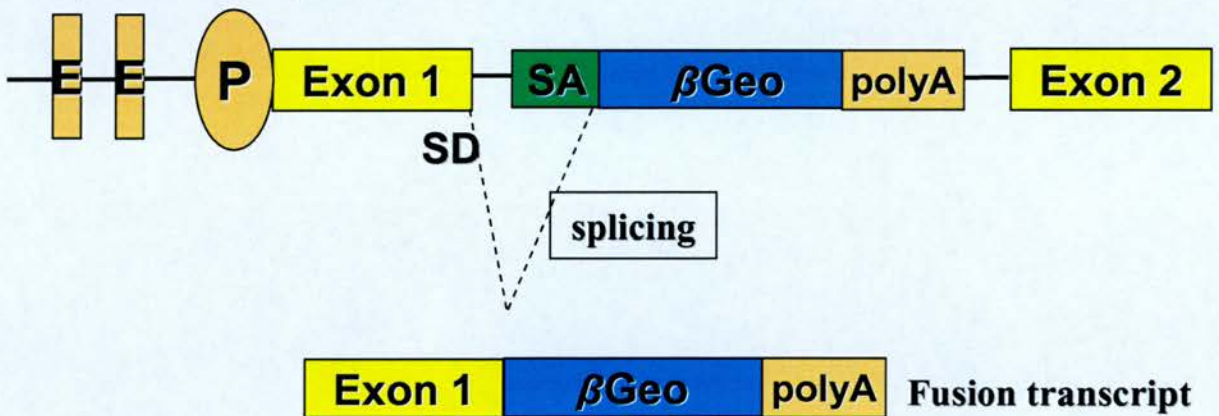 E E P Exon 1 SA βGeo polyA Exon 2
SD
splicing
Exon 1 βGeo polyA Fusion transcript